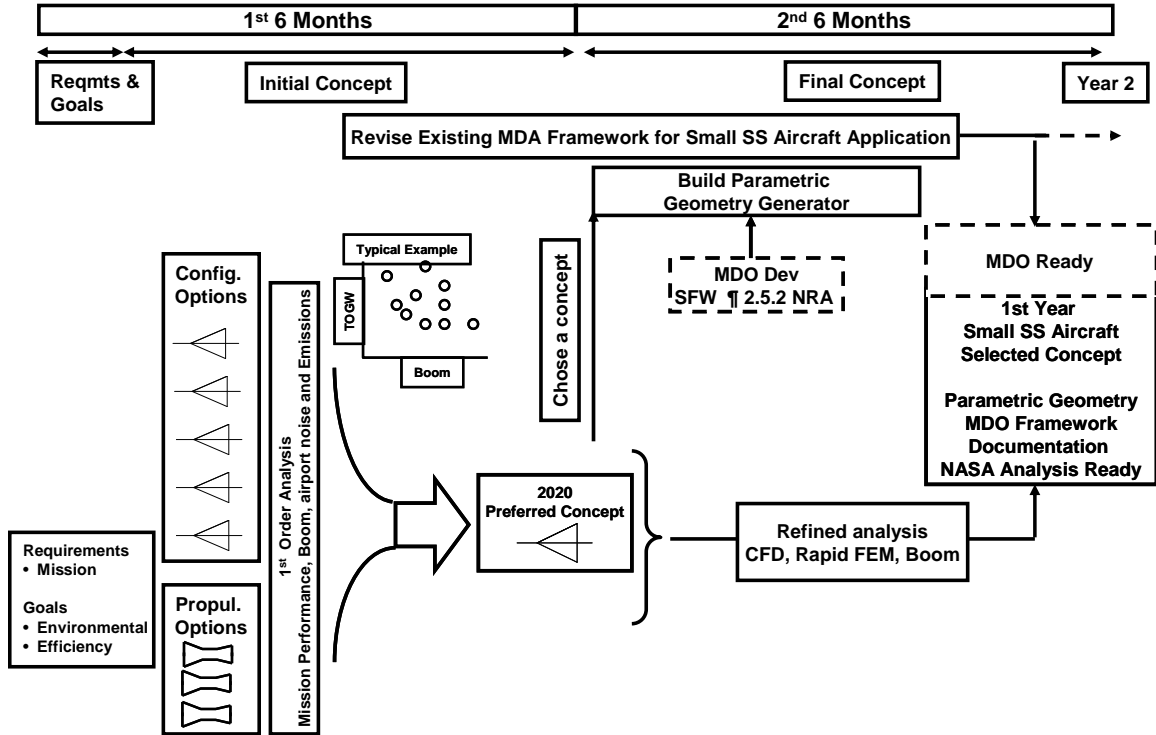 1st 6 Months
2nd 6 Months
Reqmts &
Goals
Initial Concept
Final Concept
Year 2
Revise Existing MDA Framework for Small SS Aircraft Application
Build Parametric
Geometry Generator
MDO Dev
SFW ¶ 2.5.2 NRA
Chose a concept
Typical Example
TOGW
Boom
MDO Ready
1st Year
Small SS Aircraft
Selected Concept
Parametric Geometry
MDO Framework
Documentation
NASA Analysis Ready
Config.
Options
1st Order Analysis
Mission Performance, Boom, airport noise and Emissions
2020
Preferred Concept
Refined analysis
CFD, Rapid FEM, Boom
Requirements
• Mission
Goals
• Environmental
• Efficiency
Propul.
Options